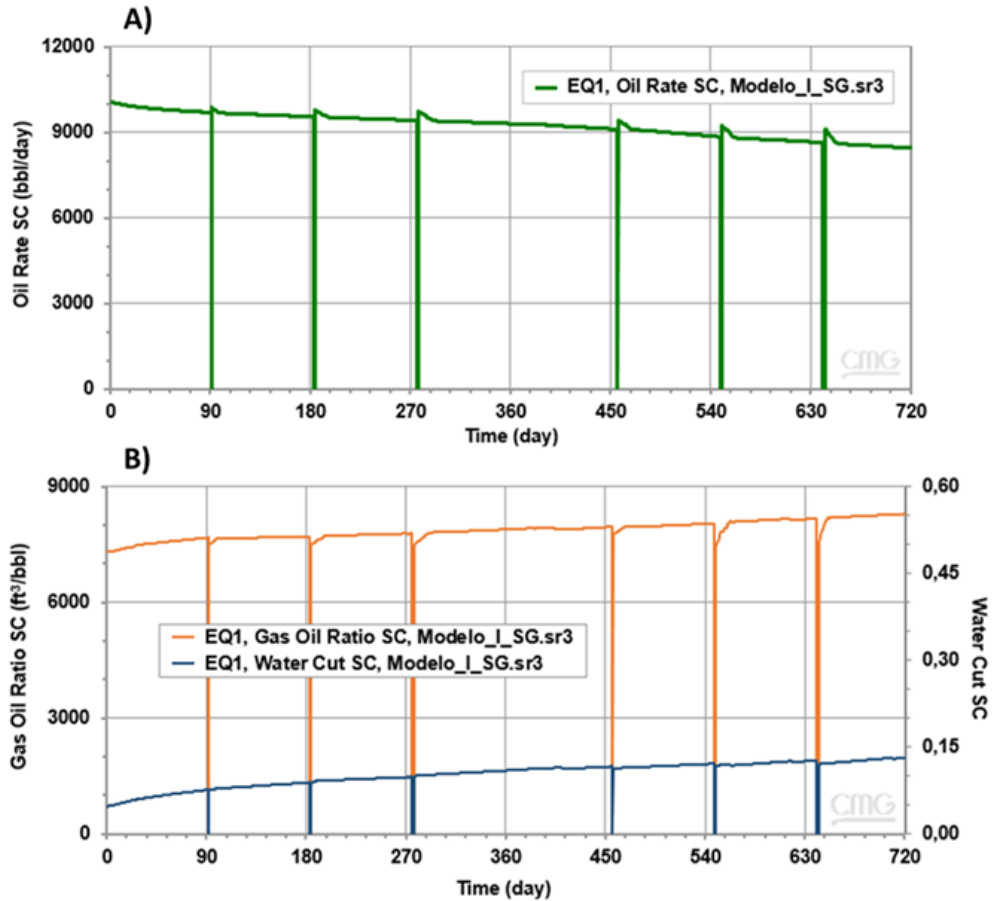 A)
12000
9000
6000
3000
0
Oil Rate SC (bbl/day)
EQ1, Oil Rate SC, Modelo_I_SG.sr3
CMG
0 90 180 270 360 450 540 630 720
Time (day)
B)
9000
6000
3000
0
Gas Oil Ratio SC (ft³/bbl)
EQ1, Gas Oil Ratio SC, Modelo_I_SG.sr3
EQ1, Water Cut SC, Modelo_I_SG.sr3
0,60
0,45
0,30
0,15
0,00
Water Cut SC
CMG
0 90 180 270 360 450 540 630 720
Time (day)